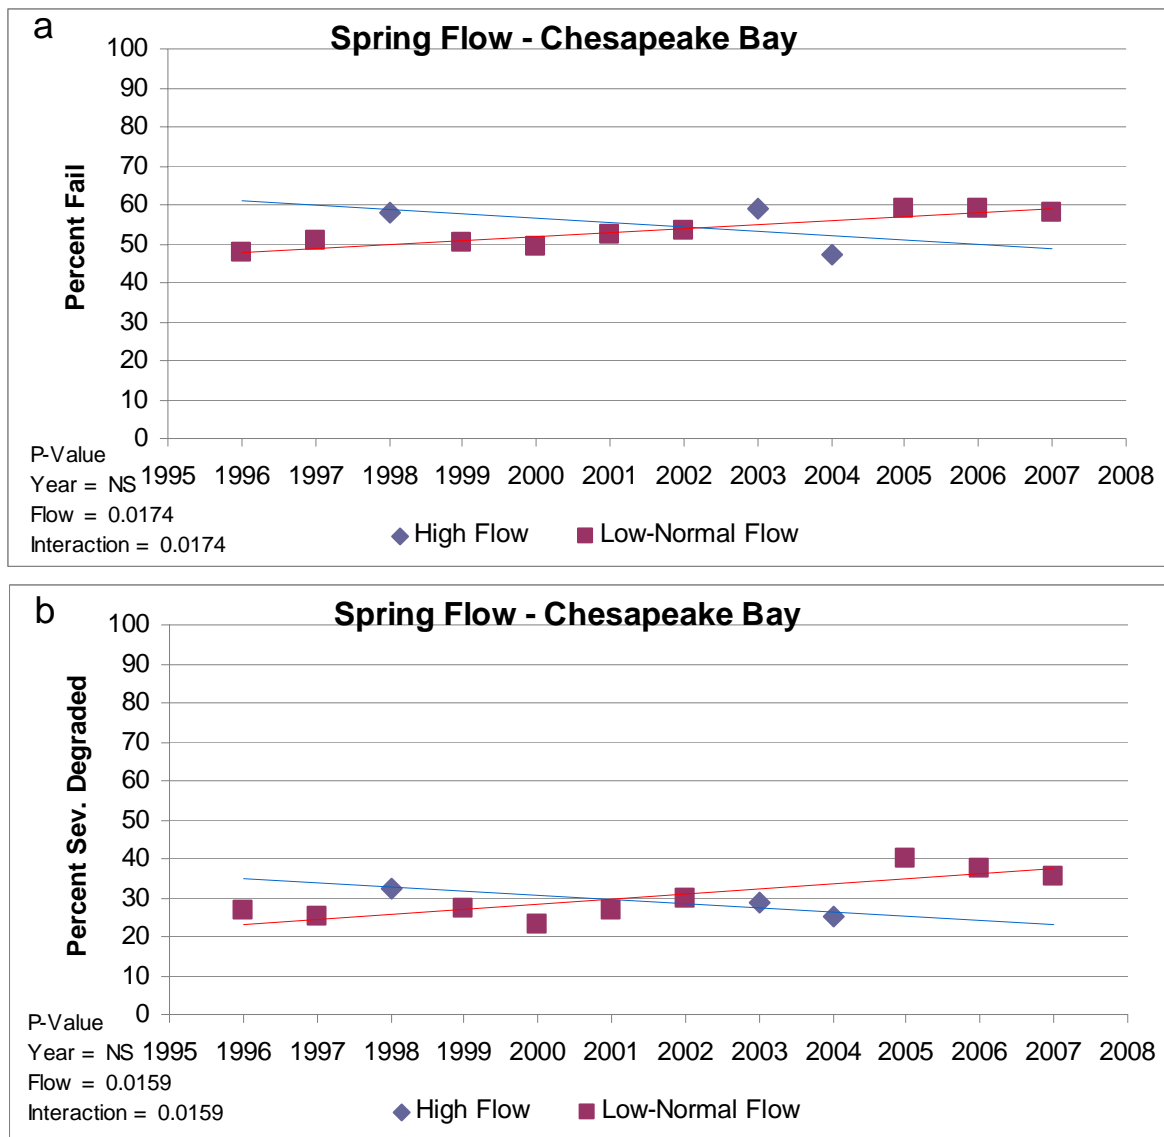 a
Spring Flow - Chesapeake Bay
100
90
80
70
60
50
40
30
20
10
0
Percent Fail
1995 1996 1997 1998 1999 2000 2001 2002 2003 2004 2005 2006 2007 2008
P-Value
Year = NS
Flow = 0.0174
Interaction = 0.0174
High Flow Low-Normal Flow
b
Spring Flow - Chesapeake Bay
100
90
80
70
60
50
40
30
20
10
0
Percent Sev. Degraded
1995 1996 1997 1998 1999 2000 2001 2002 2003 2004 2005 2006 2007 2008
P-Value
Year = NS
Flow = 0.0159
Interaction = 0.0159
High Flow Low-Normal Flow